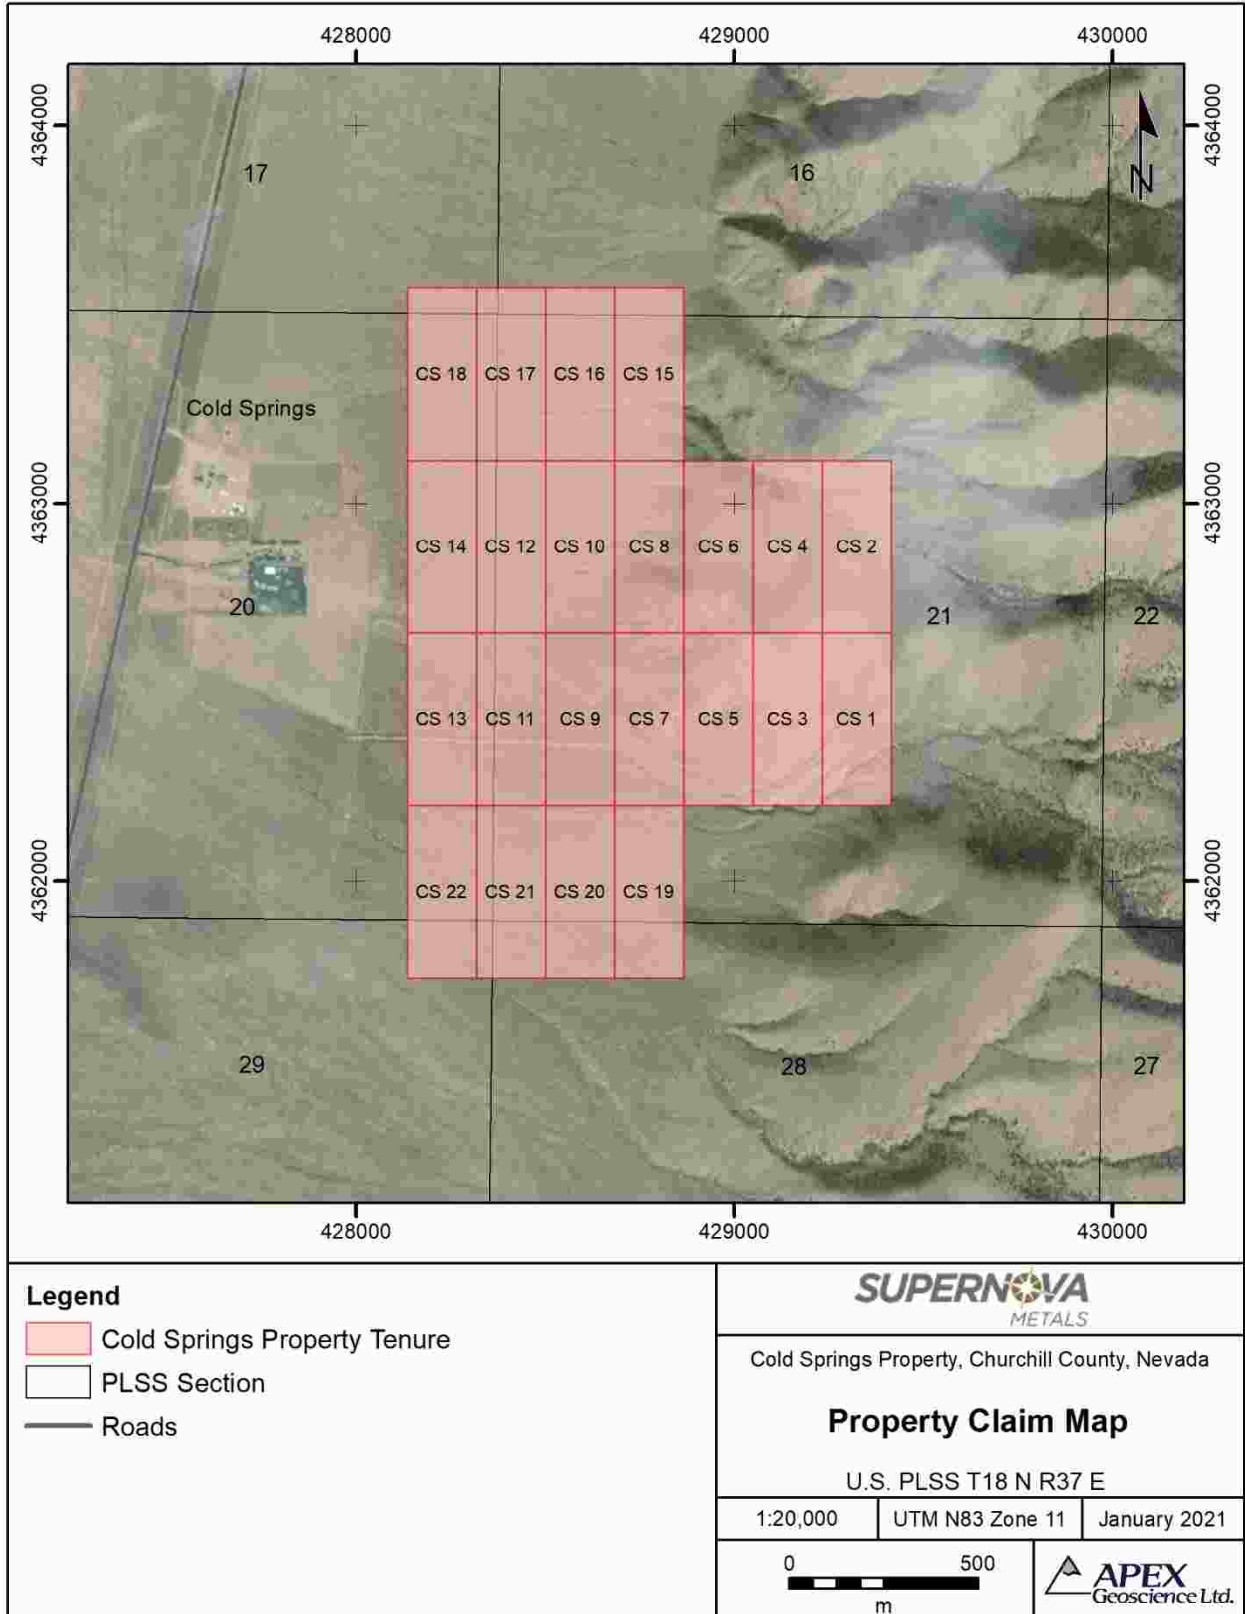 428000 429000 430000
4364000 4364000
17 16
N
CS 18 CS 17 CS 16 CS 15
Cold Springs
4363000 4363000
CS 14 CS 12 CS 10 CS 8 CS 6 CS 4 CS 2
20 21 22
CS 13 CS 11 CS 9 CS 7 CS 5 CS 3 CS 1
4362000 4362000
CS 22 CS 21 CS 20 CS 19
29 28 27
428000 429000 430000
Legend
Cold Springs Property Tenure
PLSS Section
Roads
SUPERNOVA
METALS
Cold Springs Property, Churchill County, Nevada
Property Claim Map
U.S. PLSS T18 N R37 E
1:20,000 UTM N83 Zone 11 January 2021
0 500
m
APEX
Geoscience Ltd.